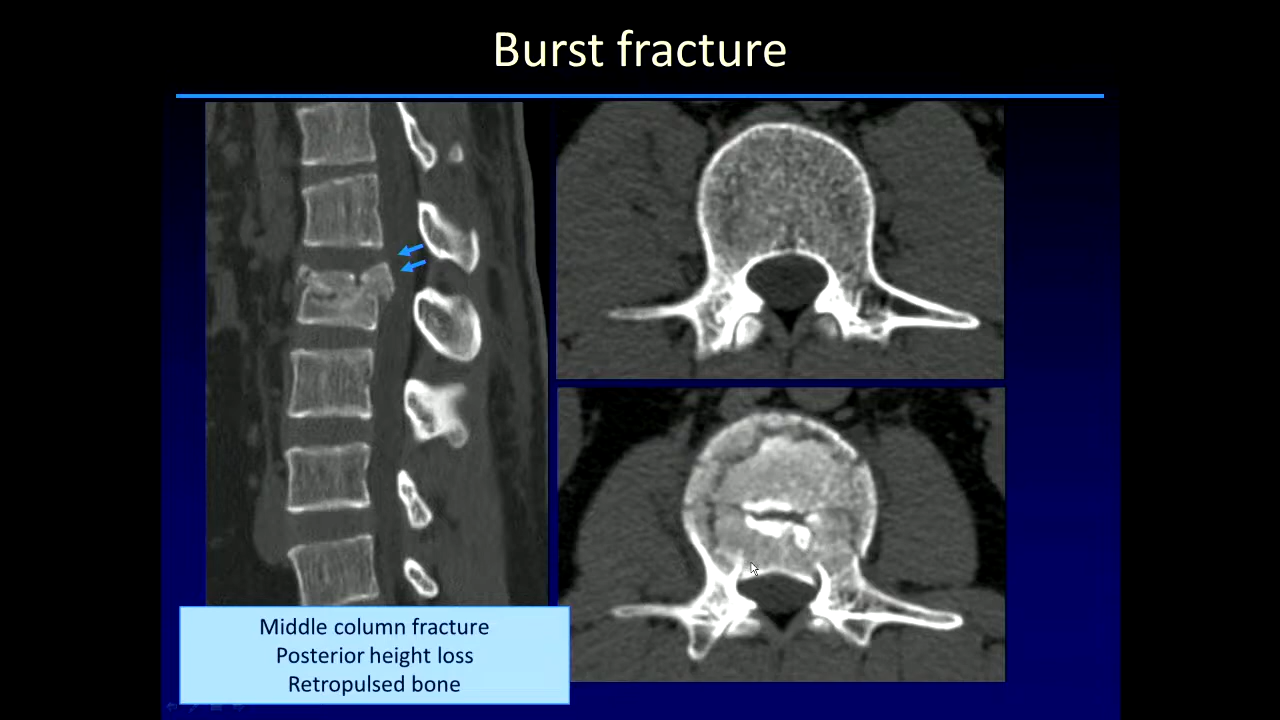 Burst fracture
Middle column fracture
Posterior height loss
Retropulsed bone